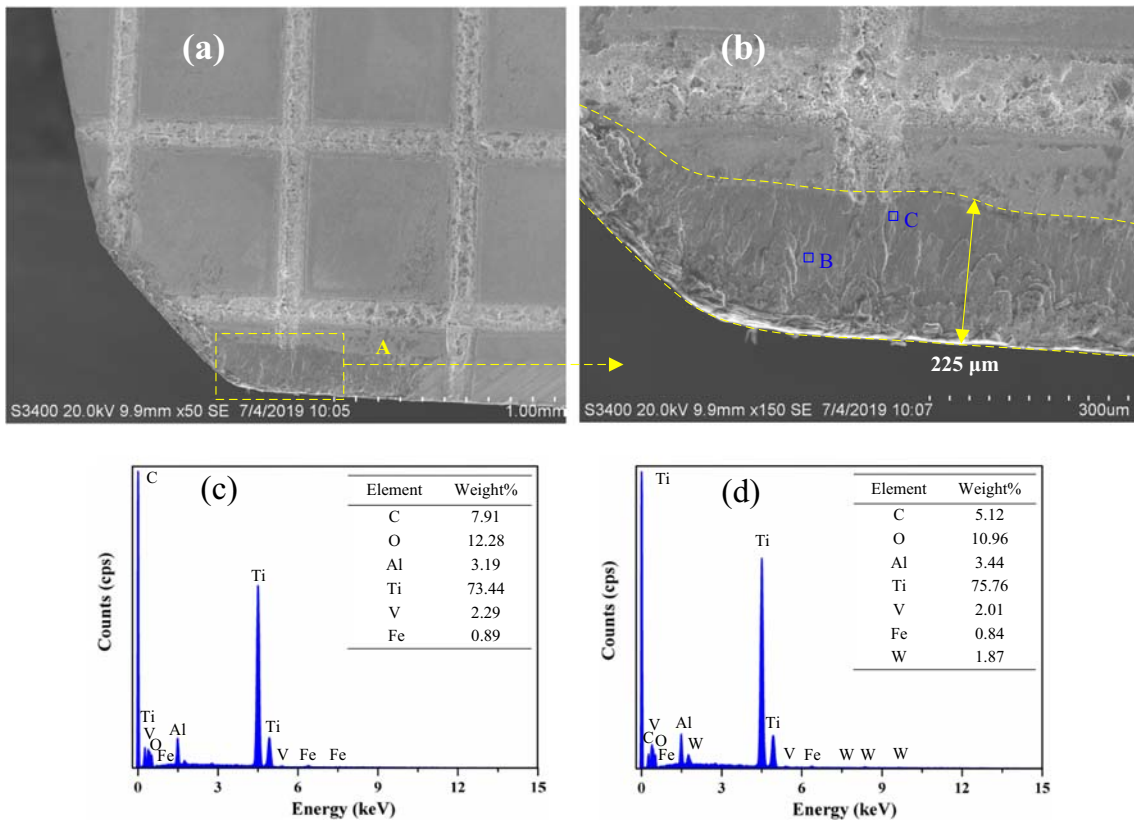 (a)
A
S3400 20.0kV 9.9mm x50 SE 7/4/2019 10:05 1.00mm
(b)
C
B
225 μm
S3400 20.0kV 9.9mm x150 SE 7/4/2019 10:07 300um
(c)
C
Element Weight%
C 7.91
O 12.28
Al 3.19
Ti 73.44
V 2.29
Fe 0.89
Ti
Ti
V
O
Fe
Al
Ti
V
Fe
Fe
Counts (cps)
0 3 6 9 12 15
Energy (keV)
(d)
Ti
Element Weight%
C 5.12
O 10.96
Al 3.44
Ti 75.76
V 2.01
Fe 0.84
W 1.87
Ti
V
C
O
Fe
Al
W
Ti
V
Fe
W
W
W
Counts (cps)
0 3 6 9 12 15
Energy (keV)